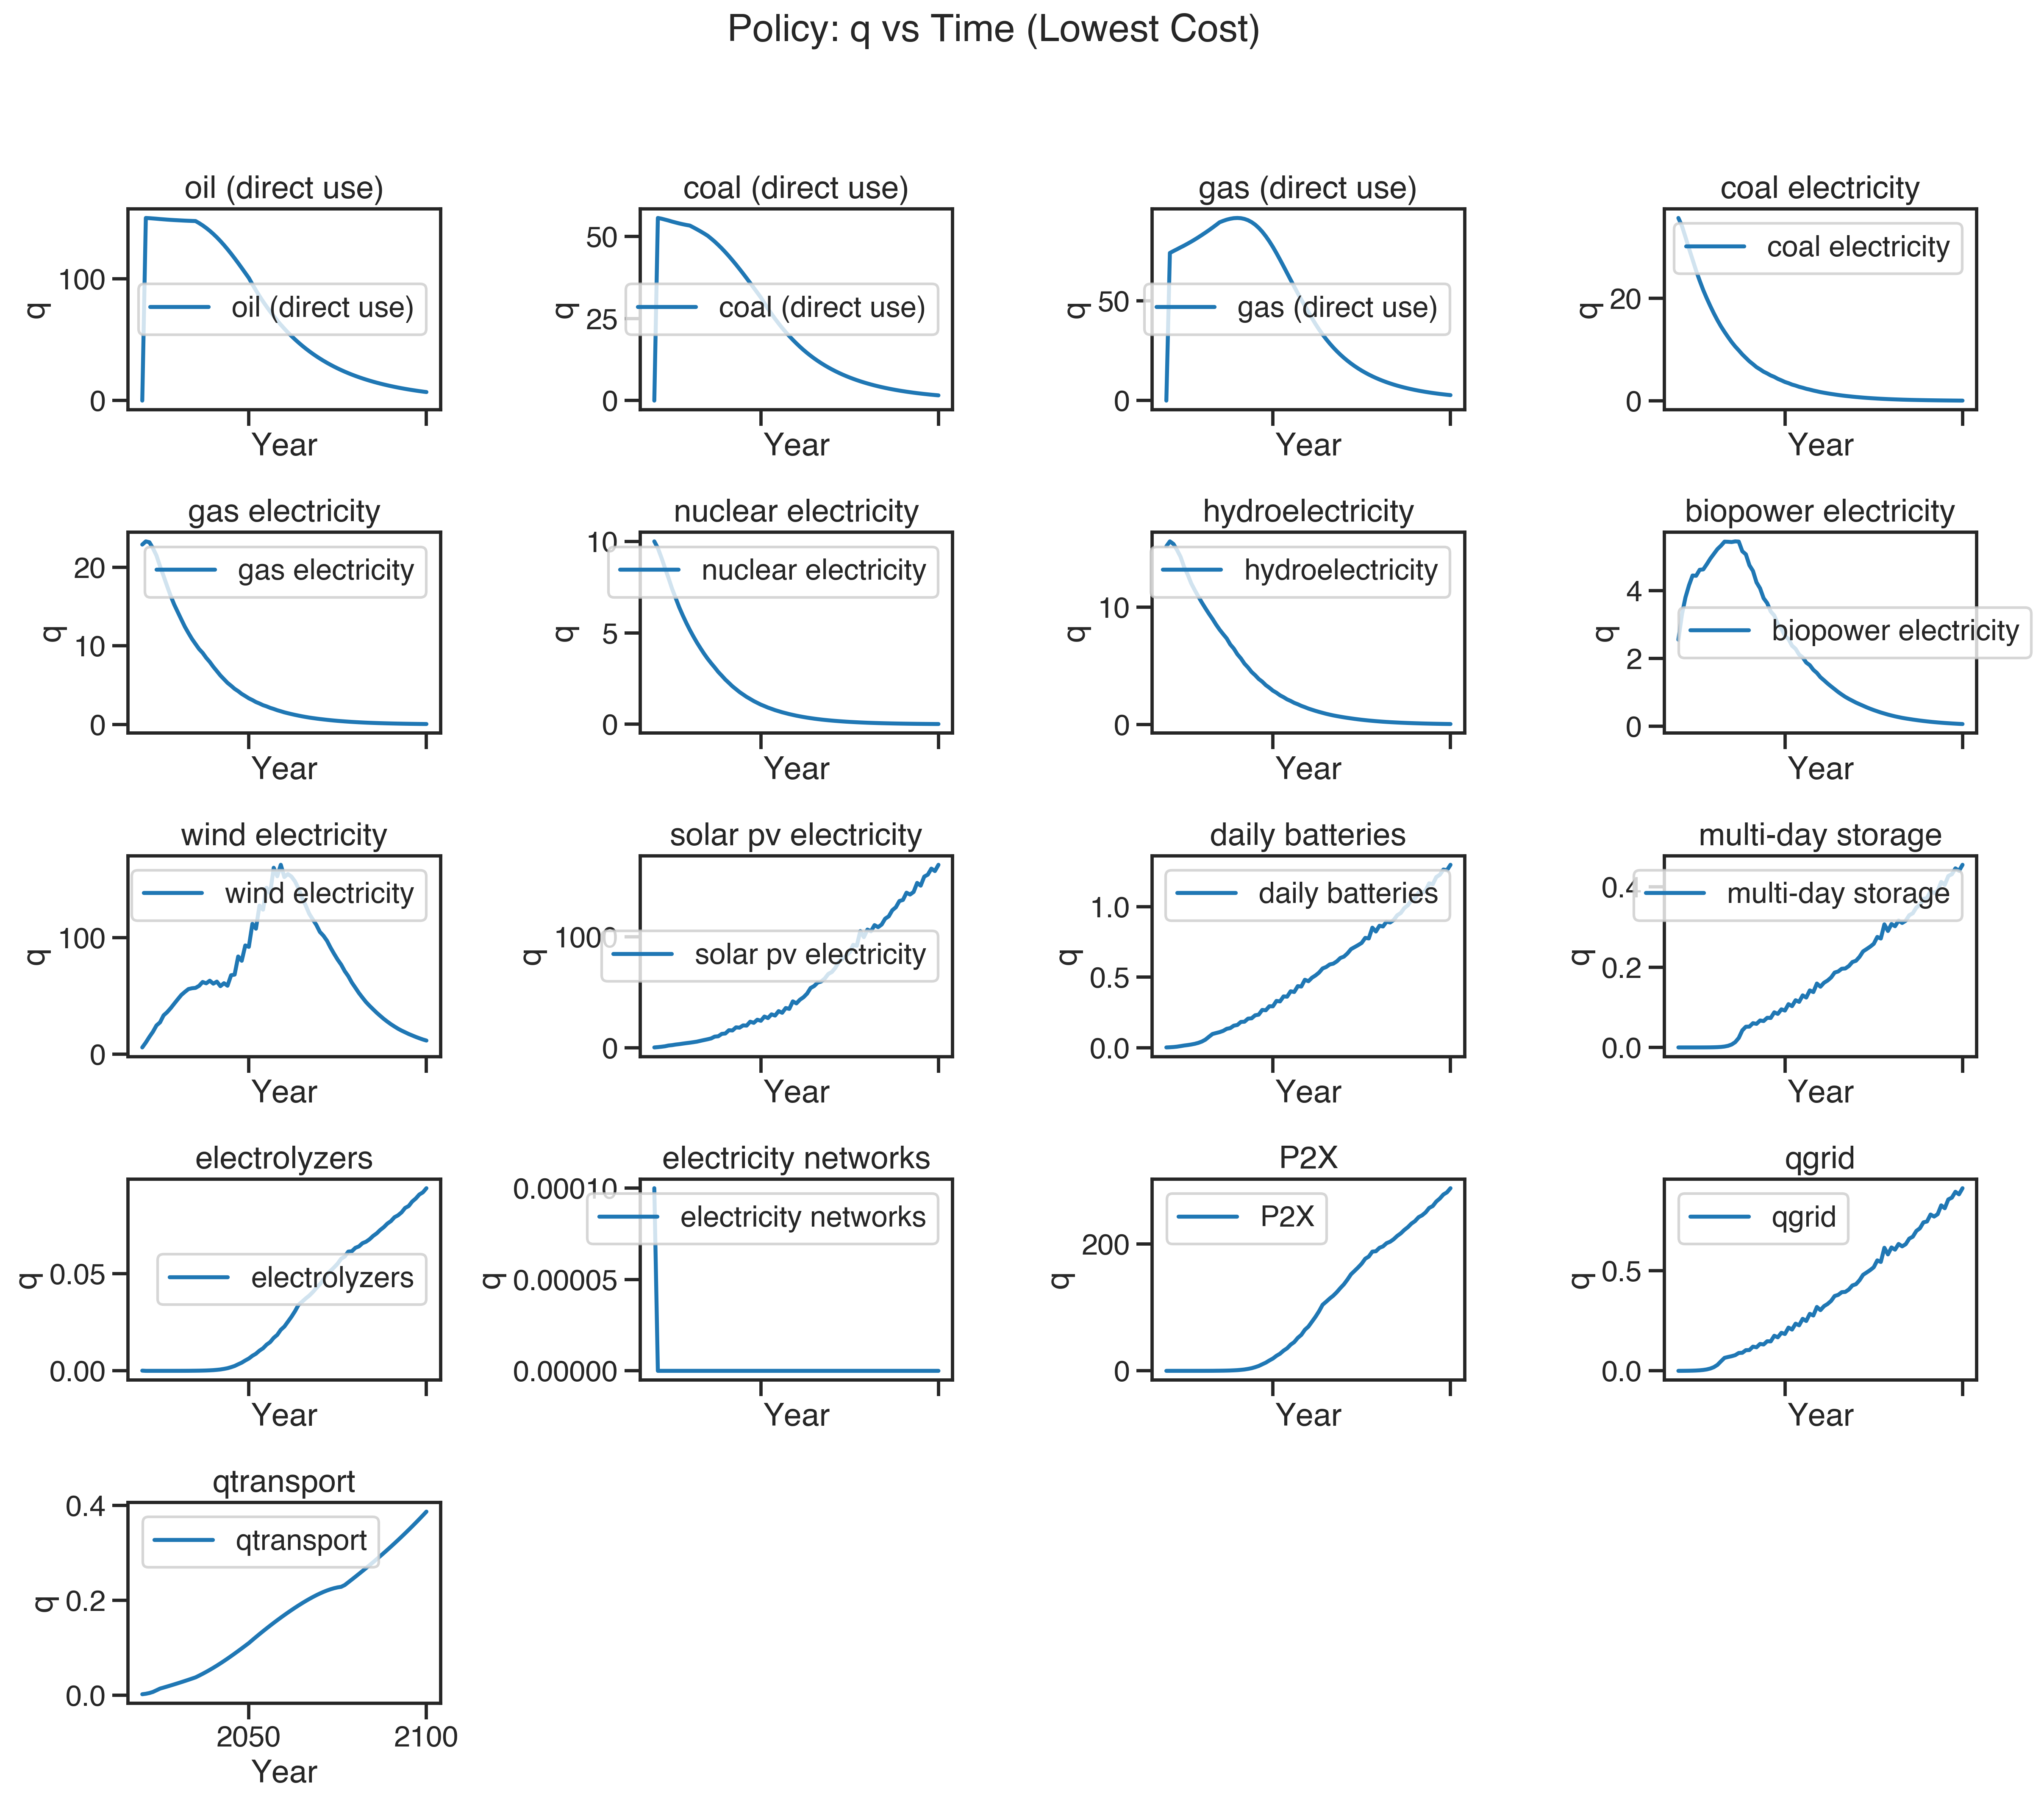 Policy: q vs Time (Lowest Cost)
oil (direct use)
q
100
0
oil (direct use)
Year
coal (direct use)
q
50
25
0
coal (direct use)
Year
gas (direct use)
q
50
0
gas (direct use)
Year
coal electricity
q
20
0
coal electricity
Year
gas electricity
q
20
10
0
gas electricity
Year
nuclear electricity
q
10
5
0
nuclear electricity
Year
hydroelectricity
q
10
0
hydroelectricity
Year
biopower electricity
q
4
2
0
biopower electricity
Year
wind electricity
q
100
0
wind electricity
Year
solar pv electricity
q
1000
0
solar pv electricity
Year
daily batteries
q
1.0
0.5
0.0
daily batteries
Year
multi-day storage
q
0.4
0.2
0.0
multi-day storage
Year
electrolyzers
q
0.05
0.00
electrolyzers
Year
electricity networks
q
0.00010
0.00005
0.00000
electricity networks
Year
P2X
q
200
0
P2X
Year
qgrid
q
0.5
0.0
qgrid
Year
qtransport
q
0.4
0.2
0.0
qtransport
2050
2100
Year